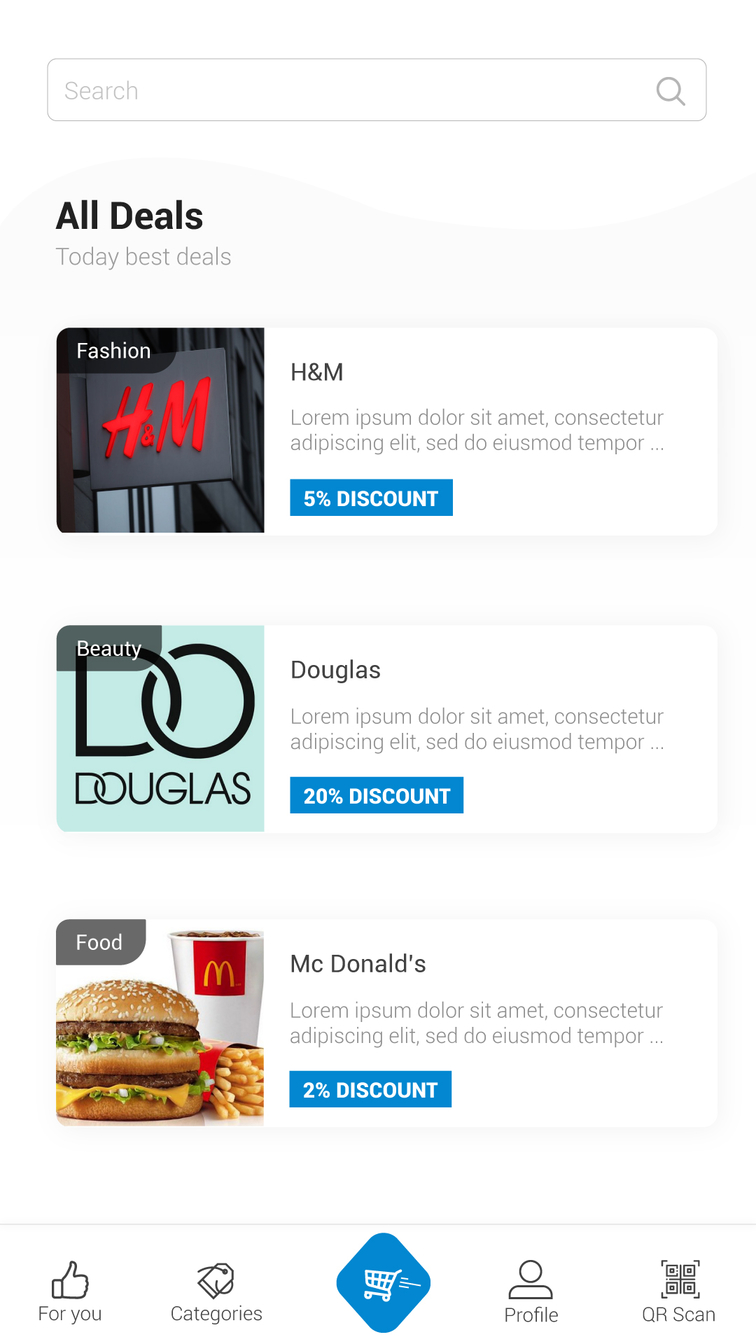 Search
All Deals
Today best deals
Fashion
H&M
H&M
Lorem ipsum dolor sit amet, consectetur
adipiscing elit, sed do eiusmod tempor ...
5% DISCOUNT
Beauty
DO
DOUGLAS
Douglas
Lorem ipsum dolor sit amet, consectetur
adipiscing elit, sed do eiusmod tempor ...
20% DISCOUNT
Food
M
Mc Donald's
Lorem ipsum dolor sit amet, consectetur
adipiscing elit, sed do eiusmod tempor ...
2% DISCOUNT
For you
Categories
Profile
QR Scan